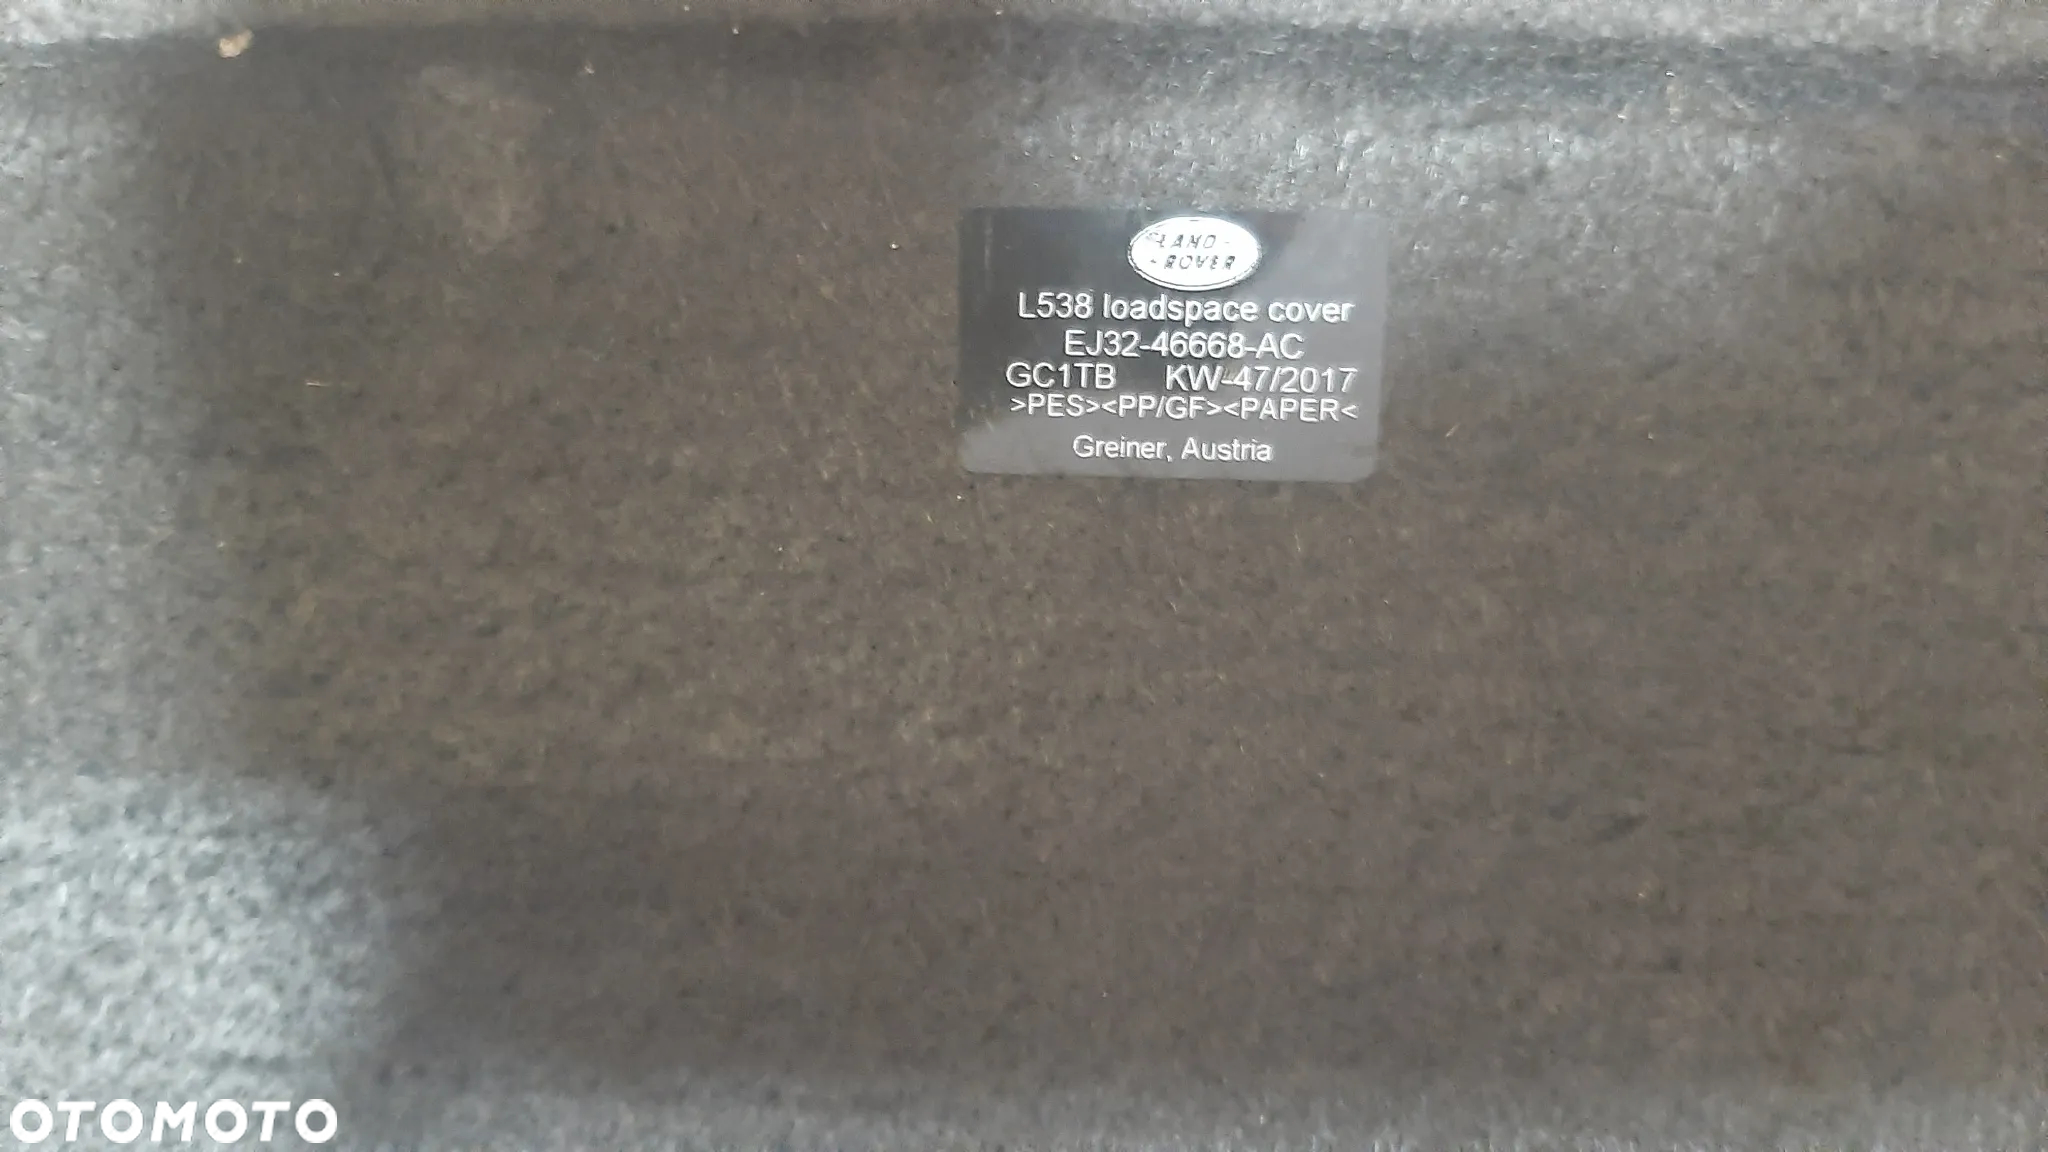 LAND-
-ROVER
L538 loadspace cover
EJ32-46668-AC
GC1TB KW-47/2017
>PES><PP/GF><PAPER<
Greiner, Austria
OTOMOTO